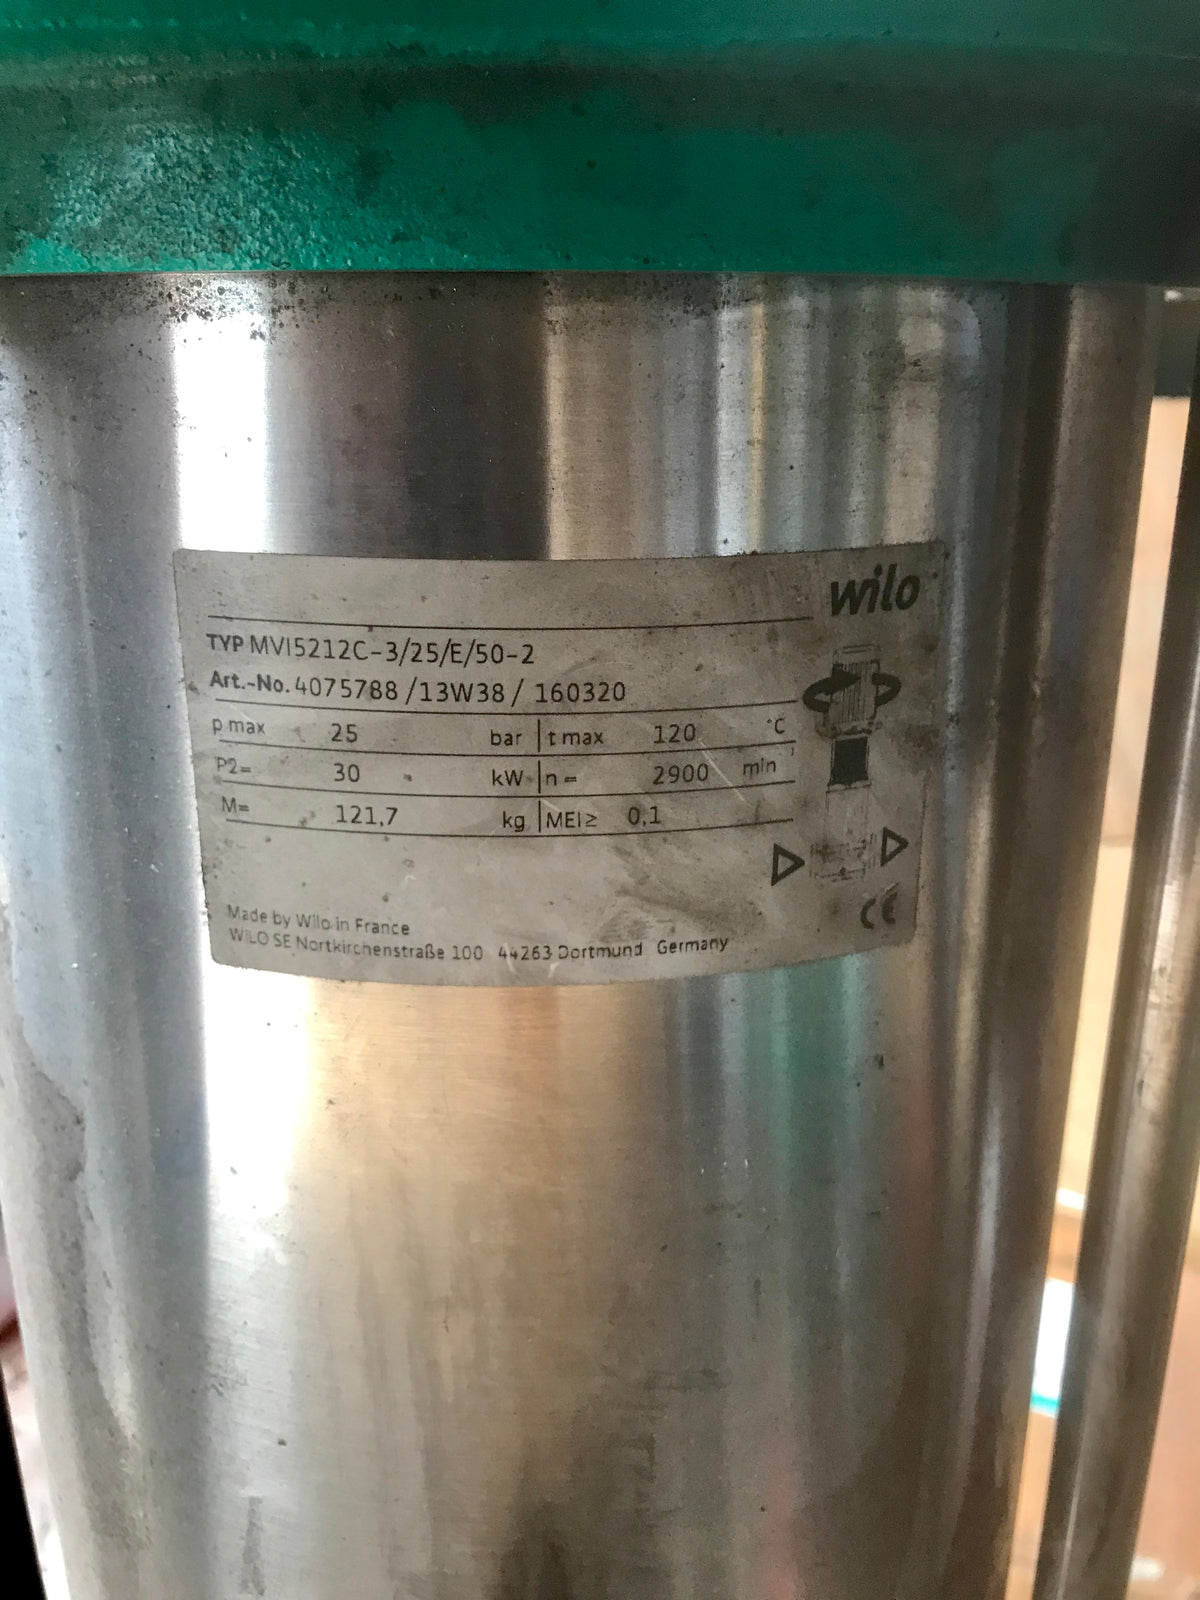 wilo
TYP MVI5212C-3/25/E/50-2
Art.-No. 4075788 /13W38 / 160320
p max 25 bar t max 120 °C
P2= 30 kW n = 2900 min
M= 121,7 kg MEI≥ 0,1
CE
Made by Wilo in France
WILO SE Nortkirchenstraße 100 44263 Dortmund Germany